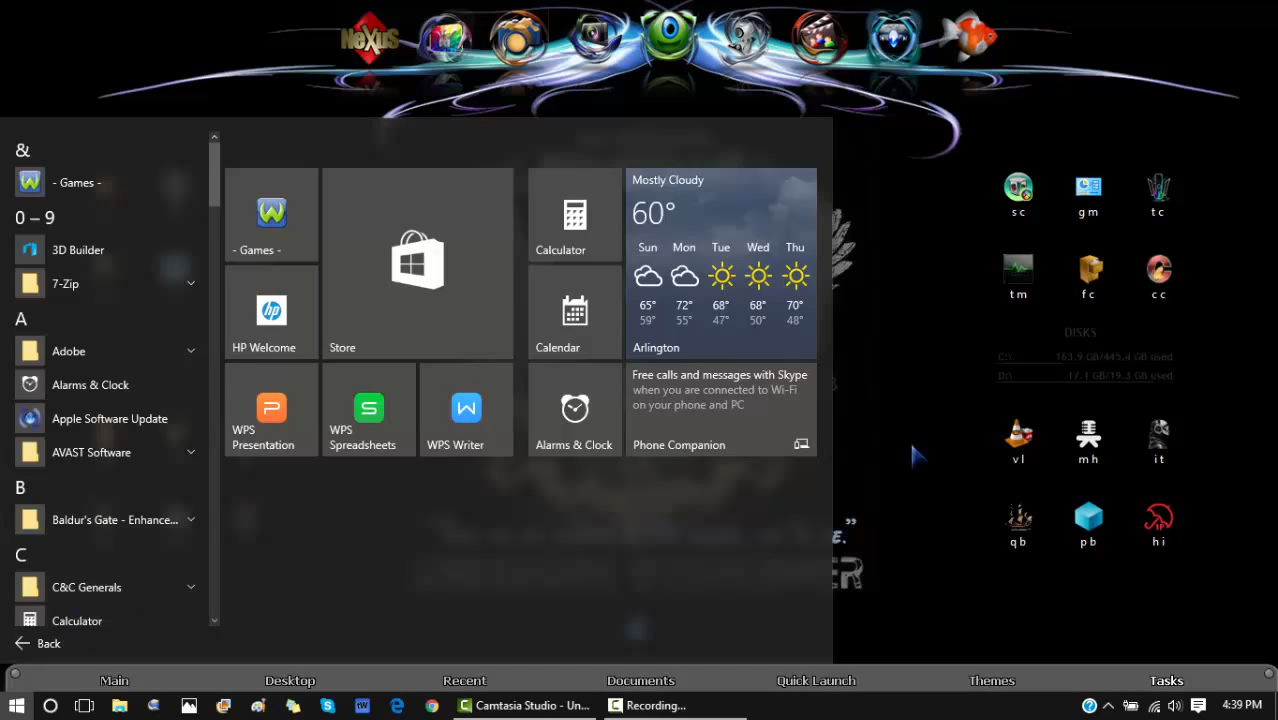 NeXuS
&
- Games -
0 – 9
3D Builder
7-Zip
A
Adobe
Alarms & Clock
Apple Software Update
AVAST Software
B
Baldur's Gate - Enhance...
C
C&C Generals
Calculator
Back
- Games -
Store
HP Welcome
hp
WPS
Presentation
WPS
Spreadsheets
WPS Writer
Calculator
Calendar
Alarms & Clock
Mostly Cloudy
60°
Sun Mon Tue Wed Thu
65° 72° 68° 68° 70°
59° 55° 47° 50° 48°
Arlington
Free calls and messages with Skype
when you are connected to Wi-Fi
on your phone and PC
Phone Companion
s c g m t c
t m f c c c
DISKS
C:\ 163.9 GB/445.4 GB used
D:\ 17.1 GB/19.3 GB used
v l m h i t
q b p b h i
Main Desktop Recent Documents Quick Launch Themes Tasks
Camtasia Studio - Un... Recording... 4:39 PM